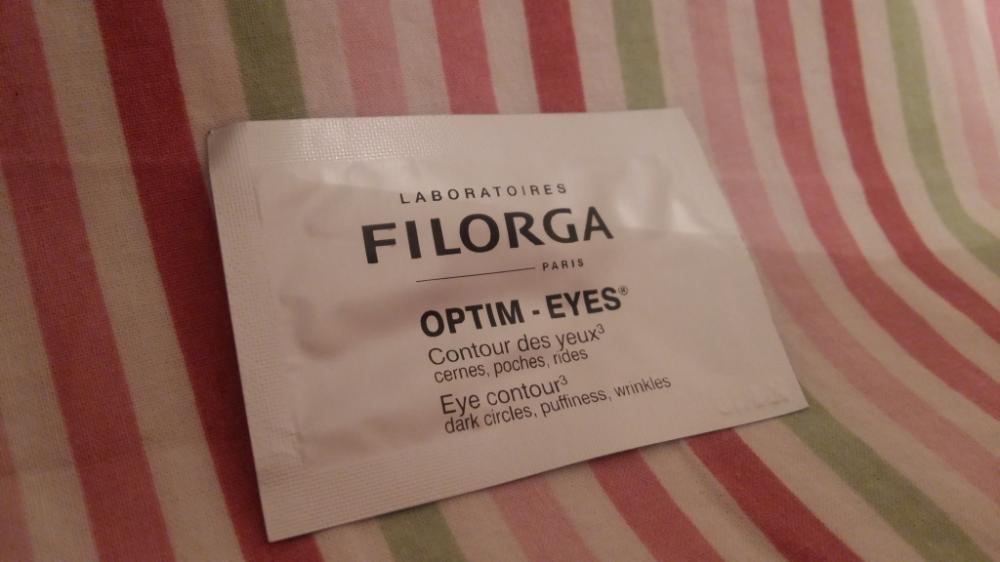 LABORATOIRES
FILORGA
PARIS
OPTIM - EYES®
Contour des yeux³
cernes, poches, rides
Eye contour³
dark circles, puffiness, wrinkles